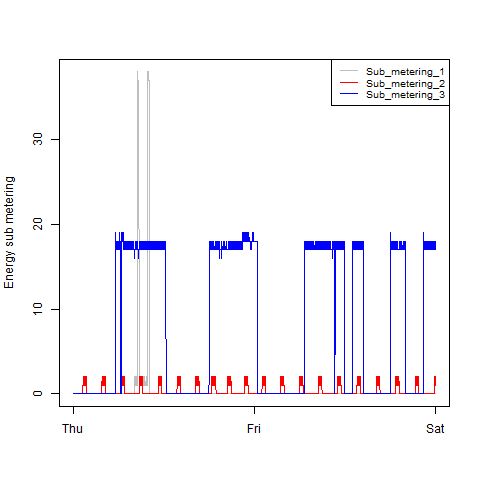 Sub_metering_1
Sub_metering_2
Sub_metering_3
Energy sub metering
30
20
10
0
Thu Fri Sat